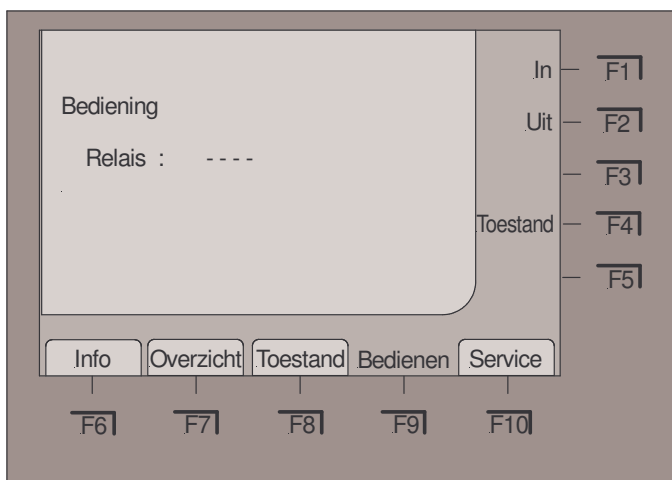 In F1
Bediening
Uit F2
Relais : ----
F3
Toestand F4
F5
Info Overzicht Toestand Bedienen Service
F6 F7 F8 F9 F10